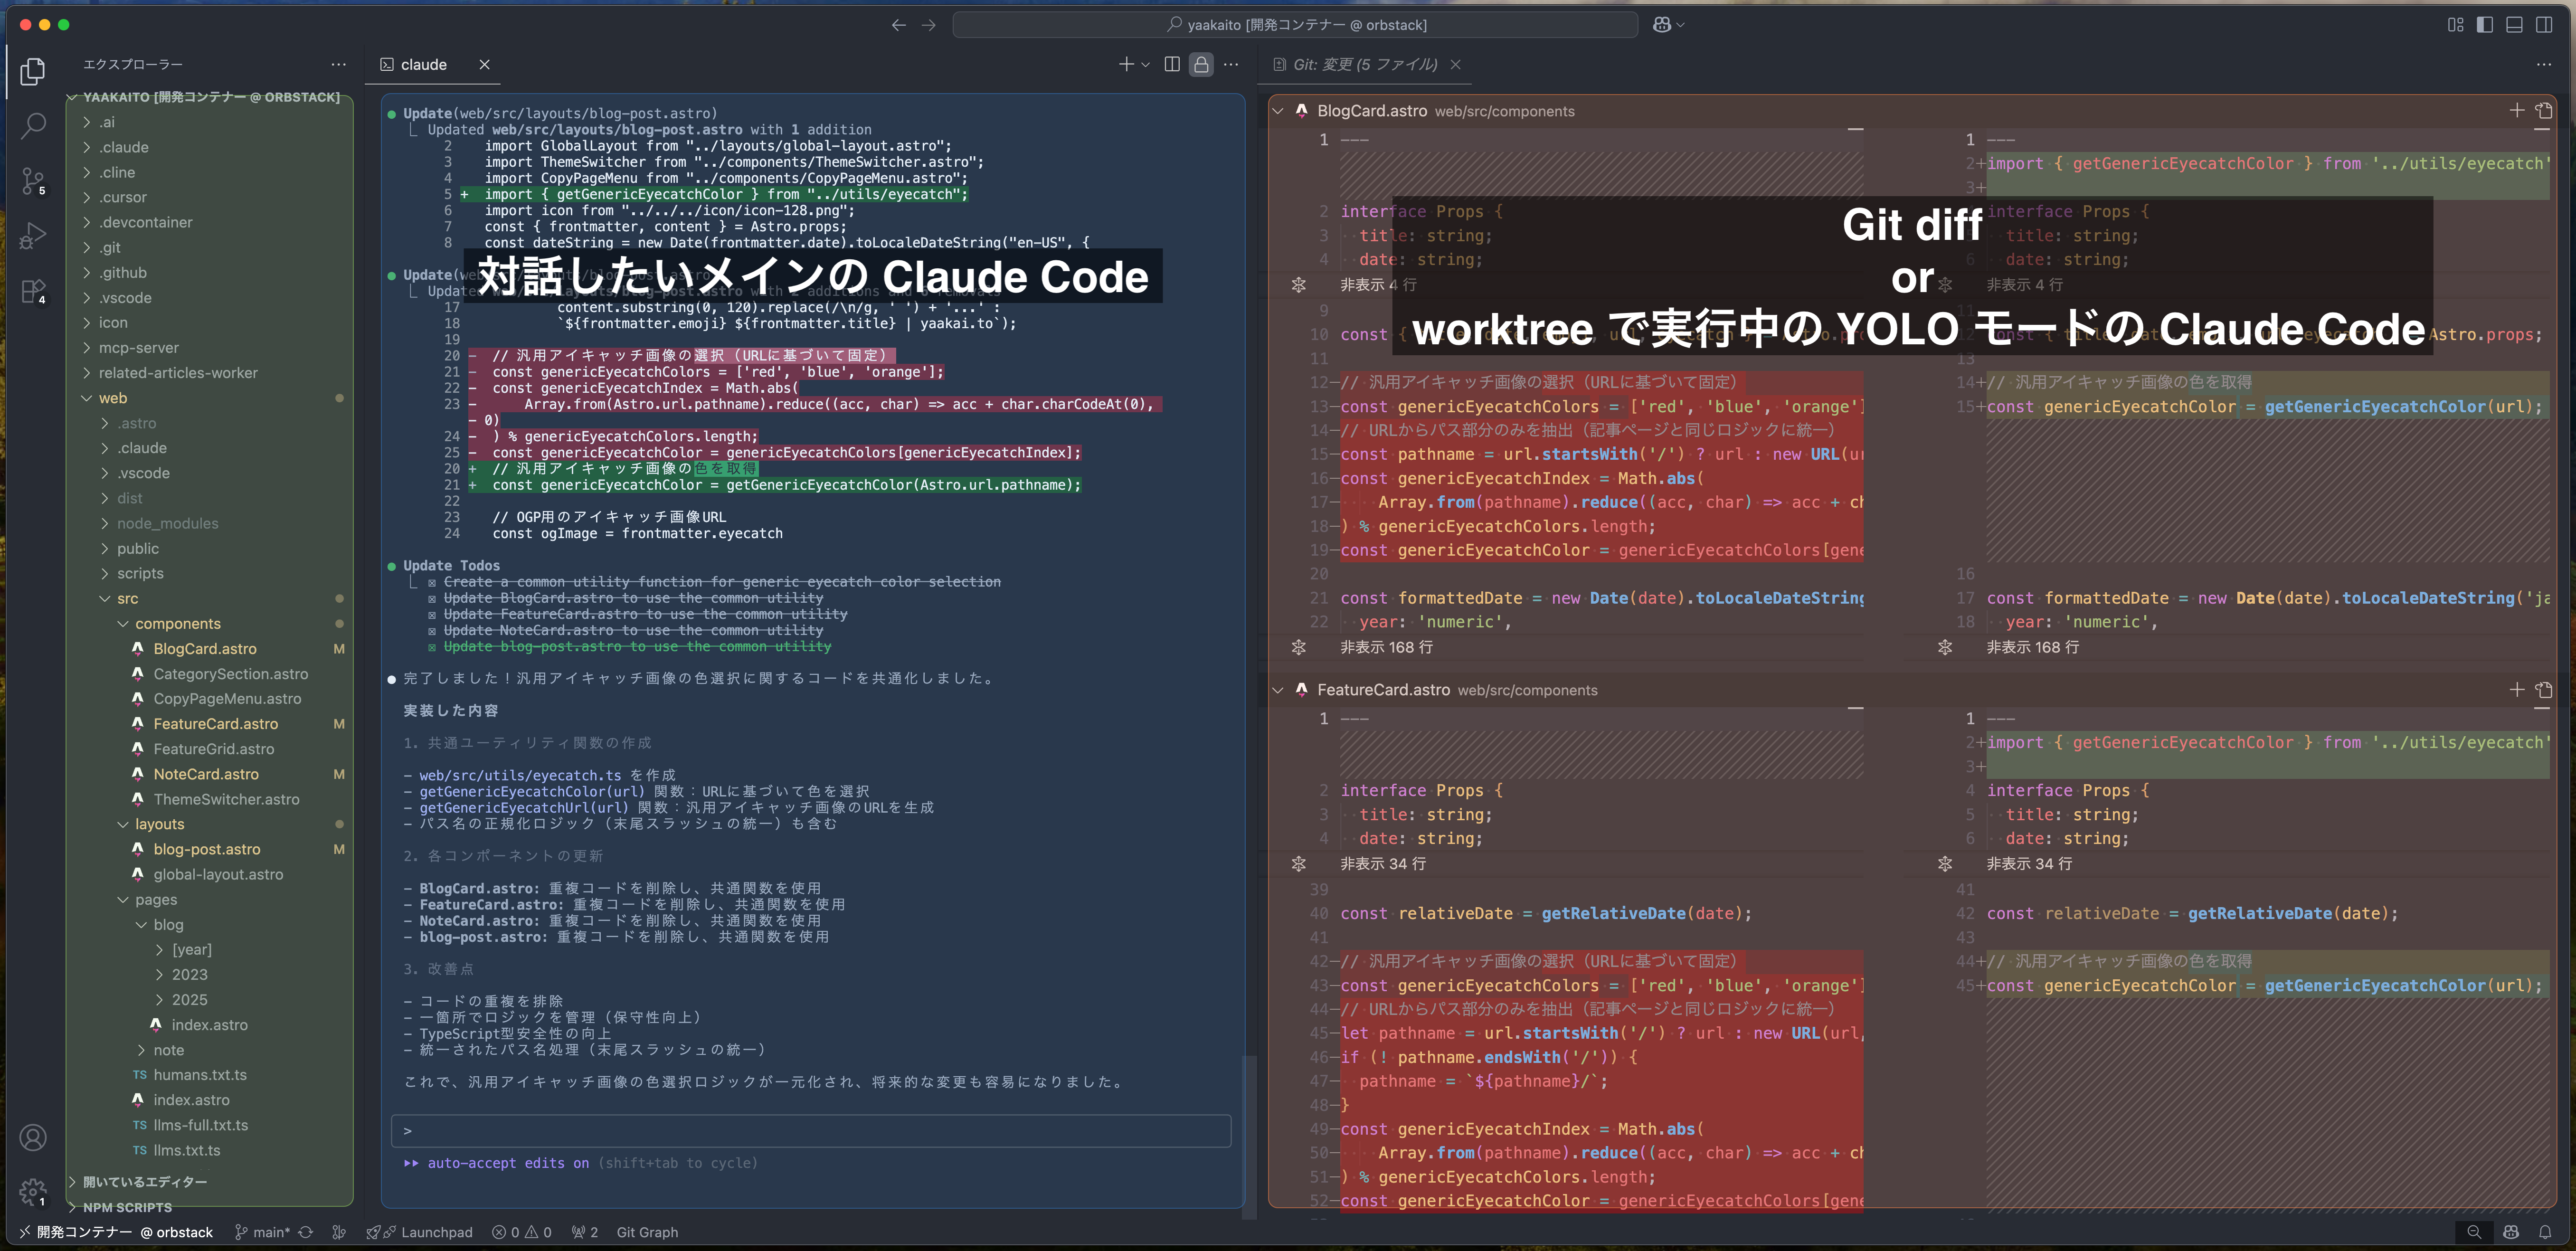 yaakaito [開発コンテナー @ orbstack]
エクスプローラー
YAAKAITO [開発コンテナー @ ORBSTACK]
.ai
.claude
.cline
.cursor
.devcontainer
.git
.github
.vscode
icon
mcp-server
related-articles-worker
web
.astro
.claude
.vscode
dist
node_modules
public
scripts
src
components
BlogCard.astro M
CategorySection.astro
CopyPageMenu.astro
FeatureCard.astro M
FeatureGrid.astro
NoteCard.astro M
ThemeSwitcher.astro
layouts
blog-post.astro M
global-layout.astro
pages
blog
[year]
2023
2025
index.astro
note
TS humans.txt.ts
index.astro
TS llms-full.txt.ts
TS llms.txt.ts
開いているエディター
NPM SCRIPTS
5
4
1
claude
Update(web/src/layouts/blog-post.astro)
Updated web/src/layouts/blog-post.astro with 1 addition
2 import GlobalLayout from "../layouts/global-layout.astro";
3 import ThemeSwitcher from "../components/ThemeSwitcher.astro";
4 import CopyPageMenu from "../components/CopyPageMenu.astro";
5 + import { getGenericEyecatchColor } from "../utils/eyecatch";
6 import icon from "../../../icon/icon-128.png";
7 const { frontmatter, content } = Astro.props;
8 const dateString = new Date(frontmatter.date).toLocaleDateString("en-US", {
対話したいメインの Claude Code
17 content.substring(0, 120).replace(/\n/g, ' ') + '...' :
18 `${frontmatter.emoji} ${frontmatter.title} | yaakai.to`);
19
20 - // 汎用アイキャッチ画像の選択（URLに基づいて固定）
21 - const genericEyecatchColors = ['red', 'blue', 'orange'];
22 - const genericEyecatchIndex = Math.abs(
23 - Array.from(Astro.url.pathname).reduce((acc, char) => acc + char.charCodeAt(0),
- 0)
24 - ) % genericEyecatchColors.length;
25 - const genericEyecatchColor = genericEyecatchColors[genericEyecatchIndex];
20 + // 汎用アイキャッチ画像の色を取得
21 + const genericEyecatchColor = getGenericEyecatchColor(Astro.url.pathname);
22
23 // OGP用のアイキャッチ画像URL
24 const ogImage = frontmatter.eyecatch
Update Todos
Create a common utility function for generic eyecatch color selection
Update BlogCard.astro to use the common utility
Update FeatureCard.astro to use the common utility
Update NoteCard.astro to use the common utility
Update blog-post.astro to use the common utility
完了しました！汎用アイキャッチ画像の色選択に関するコードを共通化しました。
実装した内容
1. 共通ユーティリティ関数の作成
- web/src/utils/eyecatch.ts を作成
- getGenericEyecatchColor(url) 関数：URLに基づいて色を選択
- getGenericEyecatchUrl(url) 関数：汎用アイキャッチ画像のURLを生成
- パス名の正規化ロジック（末尾スラッシュの統一）も含む
2. 各コンポーネントの更新
- BlogCard.astro: 重複コードを削除し、共通関数を使用
- FeatureCard.astro: 重複コードを削除し、共通関数を使用
- NoteCard.astro: 重複コードを削除し、共通関数を使用
- blog-post.astro: 重複コードを削除し、共通関数を使用
3. 改善点
- コードの重複を排除
- 一箇所でロジックを管理（保守性向上）
- TypeScript型安全性の向上
- 統一されたパス名処理（末尾スラッシュの統一）
これで、汎用アイキャッチ画像の色選択ロジックが一元化され、将来的な変更も容易になりました。
>
auto-accept edits on (shift+tab to cycle)
Git: 変更 (5 ファイル)
BlogCard.astro web/src/components
1 ---
2 interface Props {
3 title: string;
4 date: string;
非表示 4 行
9
10 const {
11
12- // 汎用アイキャッチ画像の選択（URLに基づいて固定）
13- const genericEyecatchColors = ['red', 'blue', 'orange']
14- // URLからパス部分のみを抽出（記事ページと同じロジックに統一）
15- const pathname = url.startsWith('/') ? url : new URL(ur
16- const genericEyecatchIndex = Math.abs(
17- Array.from(pathname).reduce((acc, char) => acc + ch
18- ) % genericEyecatchColors.length;
19- const genericEyecatchColor = genericEyecatchColors[gene
20
21 const formattedDate = new Date(date).toLocaleDateString
22 year: 'numeric',
非表示 168 行
1 ---
2+ import { getGenericEyecatchColor } from '../utils/eyecatch'
3+
interface Props {
title: string;
6 date: string;
非表示 4 行
Astro.props;
13
14+ // 汎用アイキャッチ画像の色を取得
15+ const genericEyecatchColor = getGenericEyecatchColor(url);
16
17 const formattedDate = new Date(date).toLocaleDateString('ja
18 year: 'numeric',
非表示 168 行
Git diff
or
worktree で実行中の YOLO モードの Claude Code
FeatureCard.astro web/src/components
1 ---
2 interface Props {
3 title: string;
4 date: string;
非表示 34 行
39
40 const relativeDate = getRelativeDate(date);
41
42- // 汎用アイキャッチ画像の選択（URLに基づいて固定）
43- const genericEyecatchColors = ['red', 'blue', 'orange']
44- // URLからパス部分のみを抽出（記事ページと同じロジックに統一）
45- let pathname = url.startsWith('/') ? url : new URL(url,
46- if (! pathname.endsWith('/')) {
47- pathname = `${pathname}/`;
48- }
49- const genericEyecatchIndex = Math.abs(
50- Array.from(pathname).reduce((acc, char) => acc + ch
51- ) % genericEyecatchColors.length;
52- const genericEyecatchColor = genericEyecatchColors[gene
1 ---
2+ import { getGenericEyecatchColor } from '../utils/eyecatch'
3+
4 interface Props {
5 title: string;
6 date: string;
非表示 34 行
41
42 const relativeDate = getRelativeDate(date);
43
44+ // 汎用アイキャッチ画像の色を取得
45+ const genericEyecatchColor = getGenericEyecatchColor(url);
開発コンテナー @ orbstack
main*
Launchpad
0
0
2
Git Graph